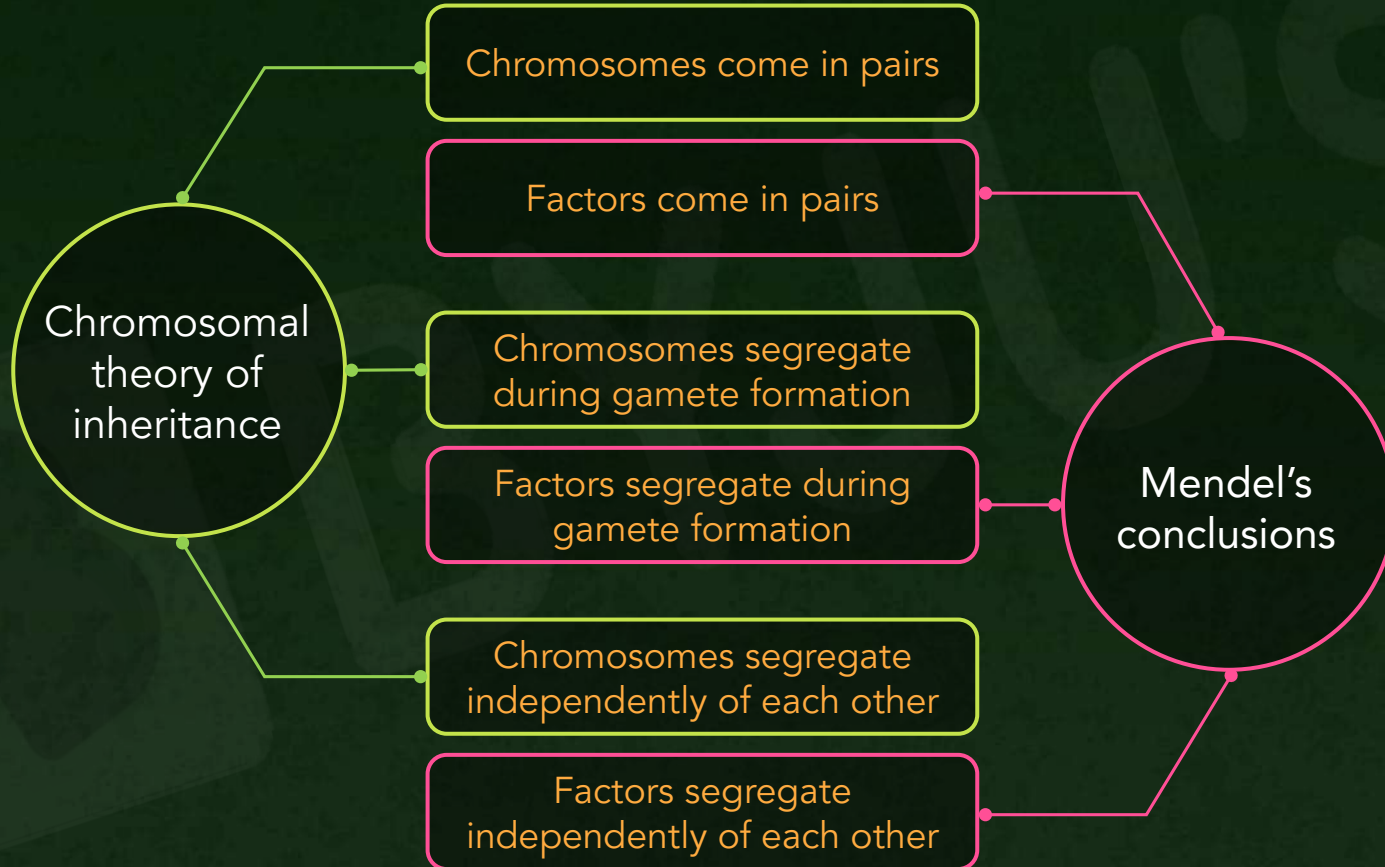 Chromosomes come in pairs
Factors come in pairs
Chromosomal
theory of
inheritance
Chromosomes segregate
during gamete formation
Factors segregate during
gamete formation
Mendel’s
conclusions
Chromosomes segregate
independently of each other
Factors segregate
independently of each other
BYJU'S